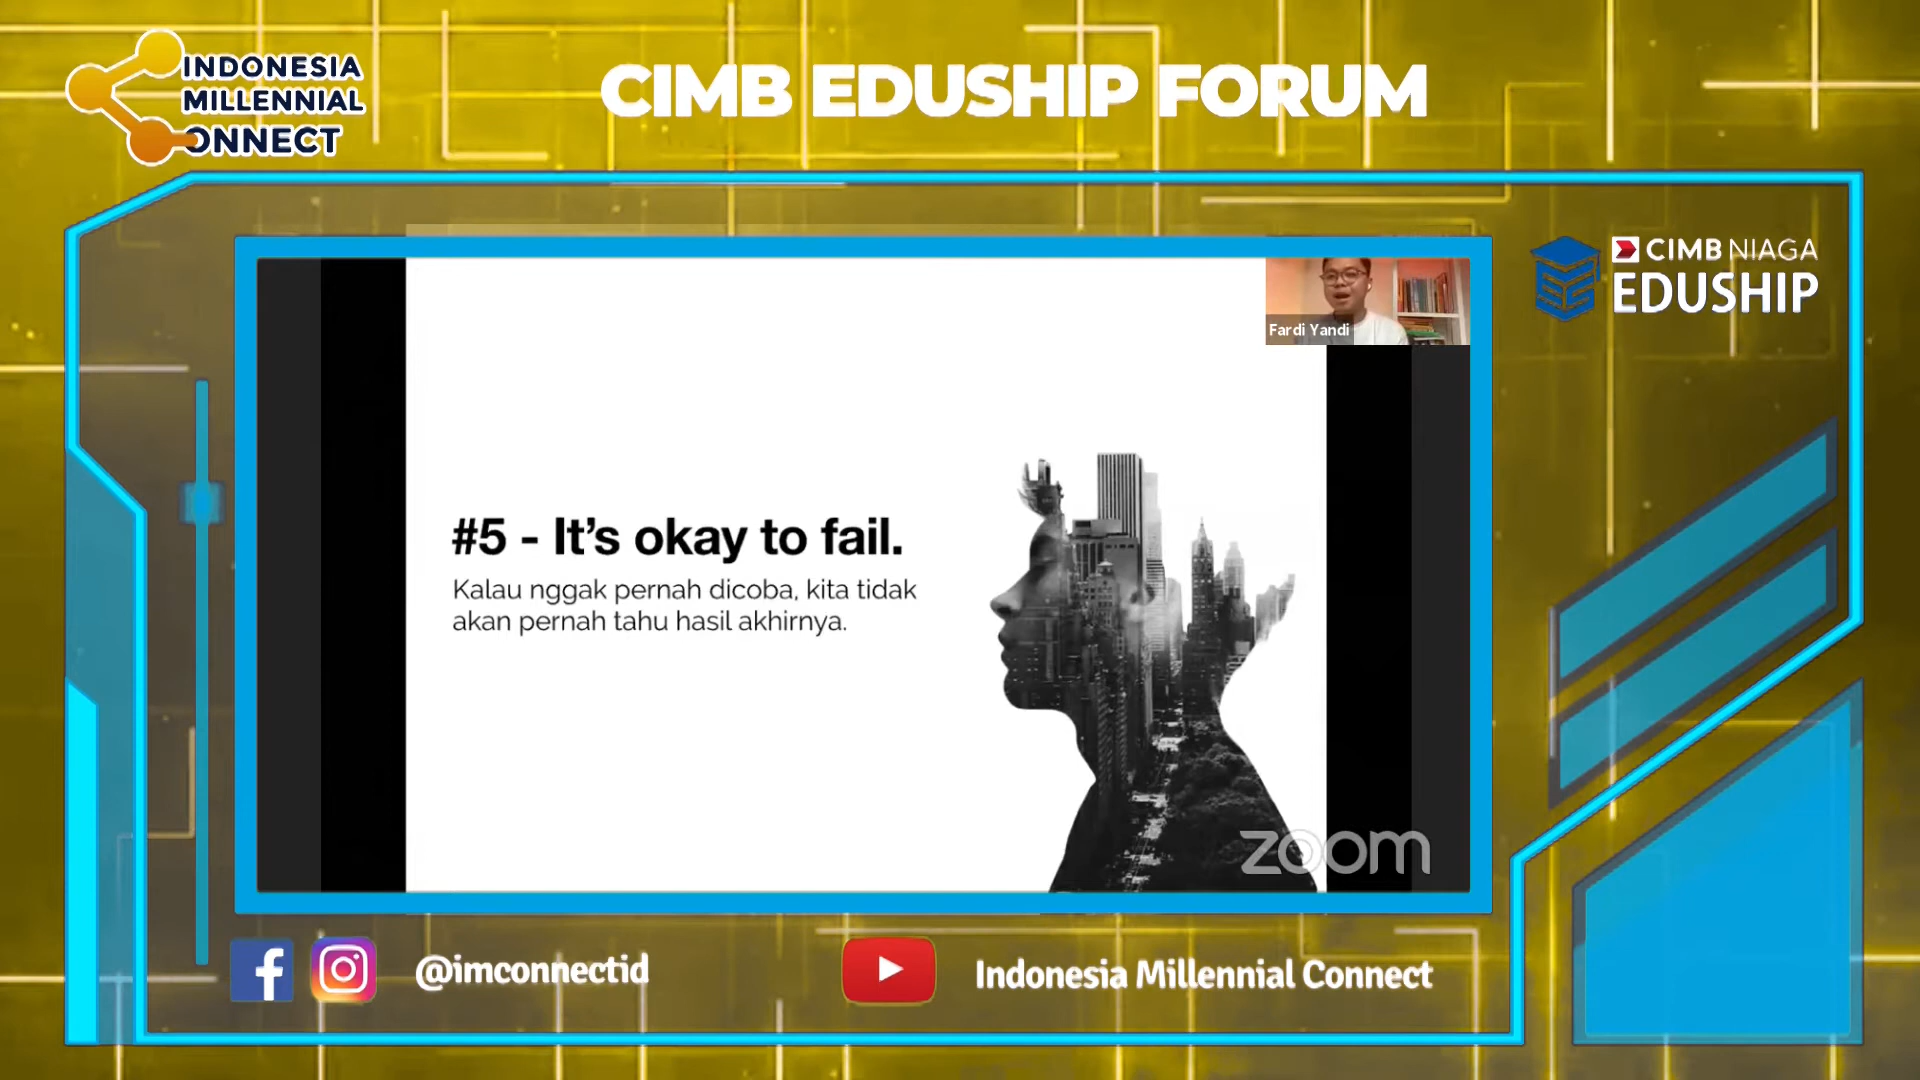 INDONESIA
MILLENNIAL
CONNECT
CIMB EDUSHIP FORUM
CIMB NIAGA
EDUSHIP
Fardi Yandi
#5 - It's okay to fail.
Kalau nggak pernah dicoba, kita tidak
akan pernah tahu hasil akhirnya.
zoom
@imconnectid
Indonesia Millennial Connect